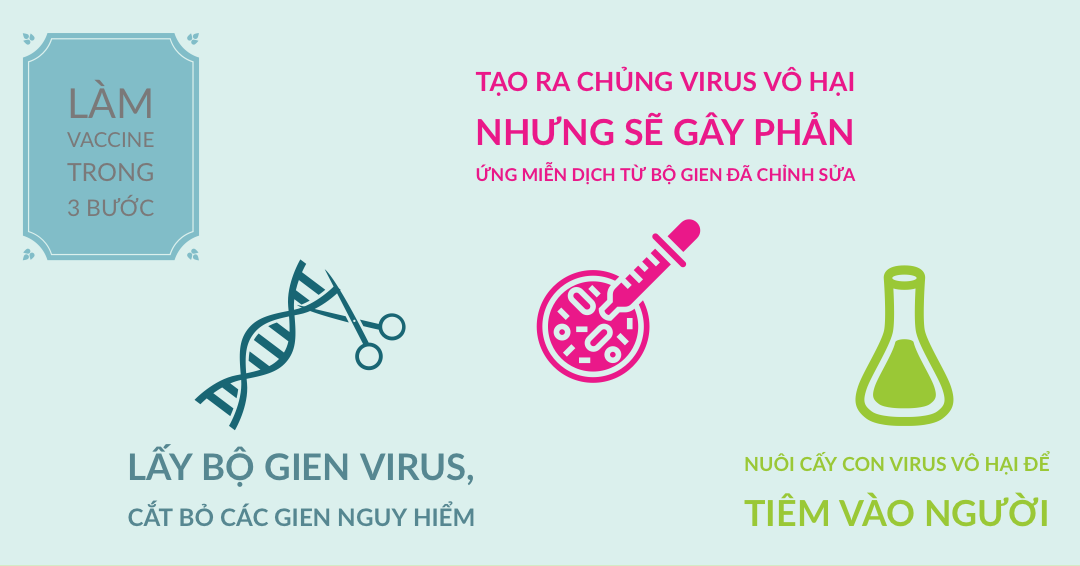 LÀM
VACCINE
TRONG
3 BƯỚC
LẤY BỘ GIEN VIRUS,
CẮT BỎ CÁC GIEN NGUY HIỂM
TẠO RA CHỦNG VIRUS VÔ HẠI
NHƯNG SẼ GÂY PHẢN
ỨNG MIỄN DỊCH TỪ BỘ GIEN ĐÃ CHỈNH SỬA
NUÔI CẤY CON VIRUS VÔ HẠI ĐỂ
TIÊM VÀO NGƯỜI